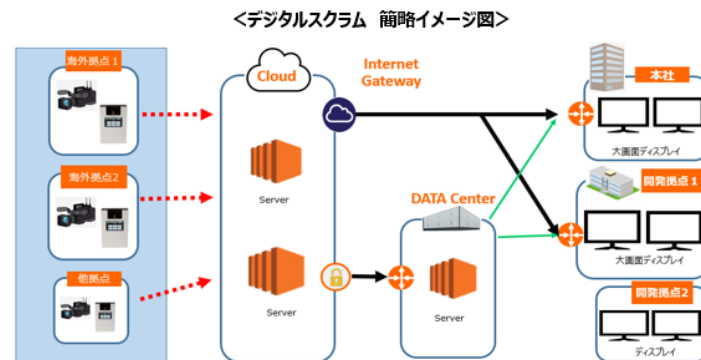 ＜デジタルスクラム 簡略イメージ図＞
海外拠点1
海外拠点2
他拠点
Cloud
Server
Server
Internet
Gateway
DATA Center
Server
本社
大画面ディスプレイ
開発拠点1
大画面ディスプレイ
開発拠点2
ディスプレイ